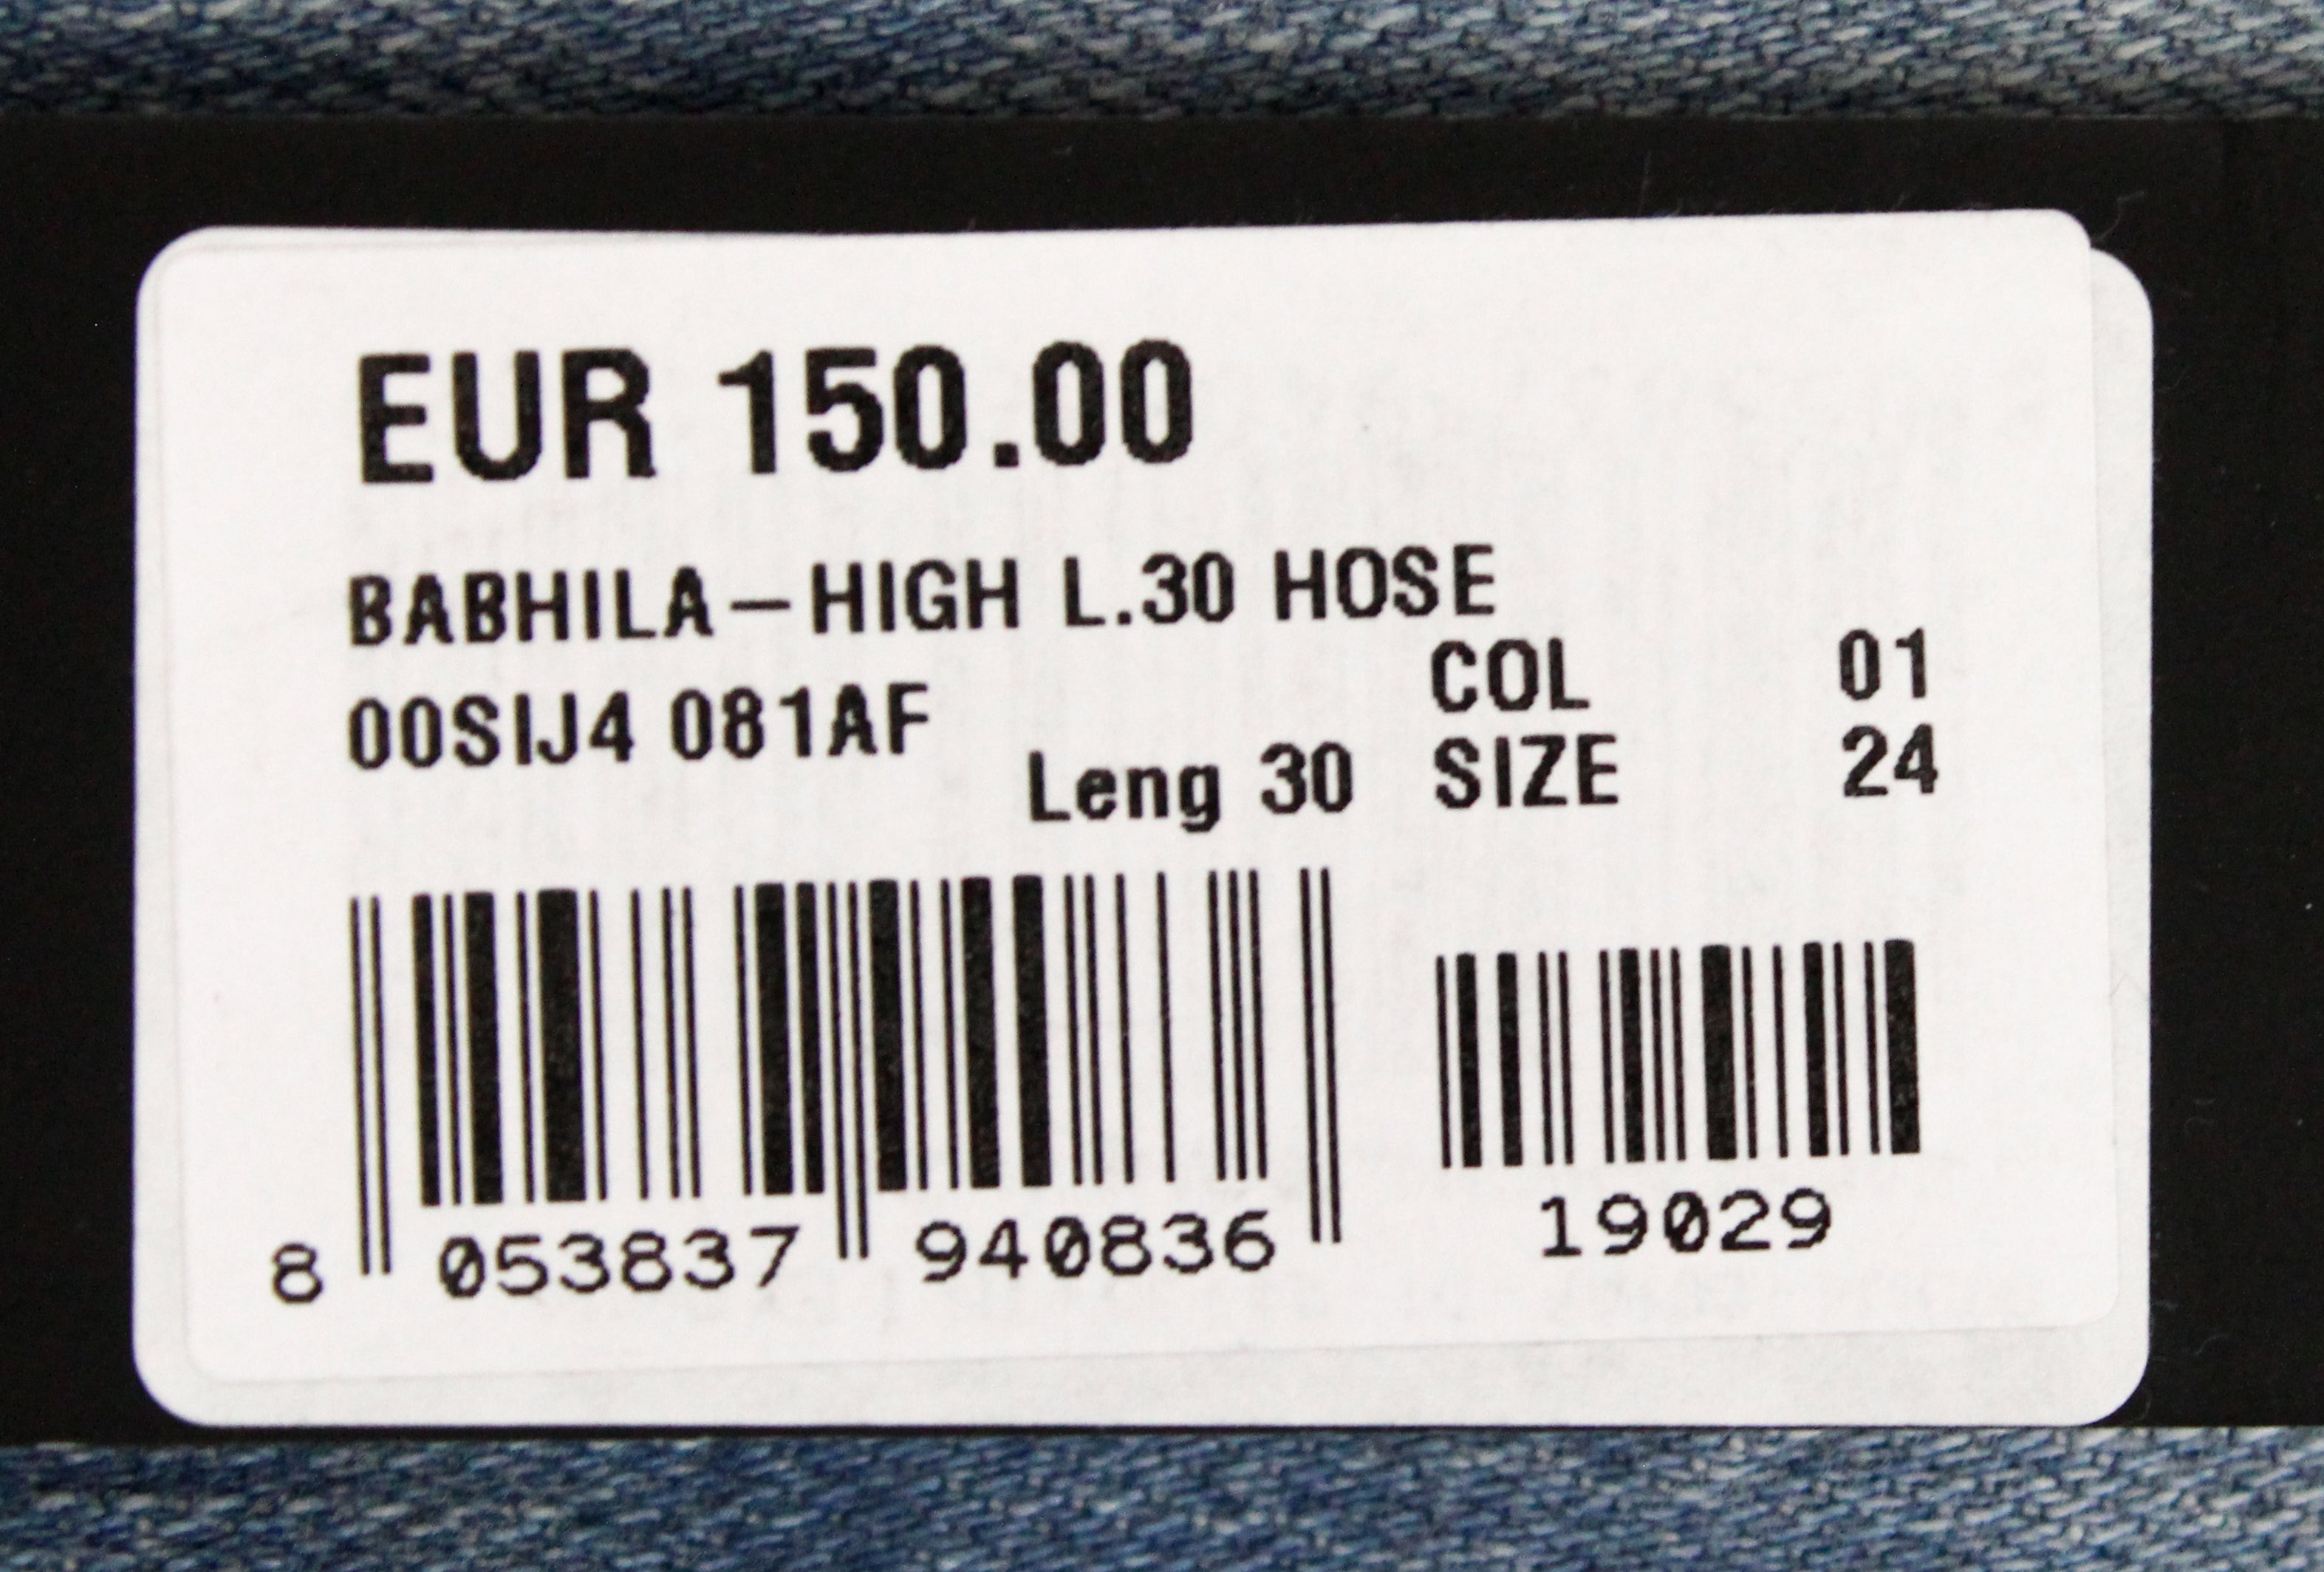 EUR 150.00
BABHILA-HIGH L.30 HOSE
00SIJ4 081AF
COL 01
Leng 30 SIZE 24
8 053837 940836
19029